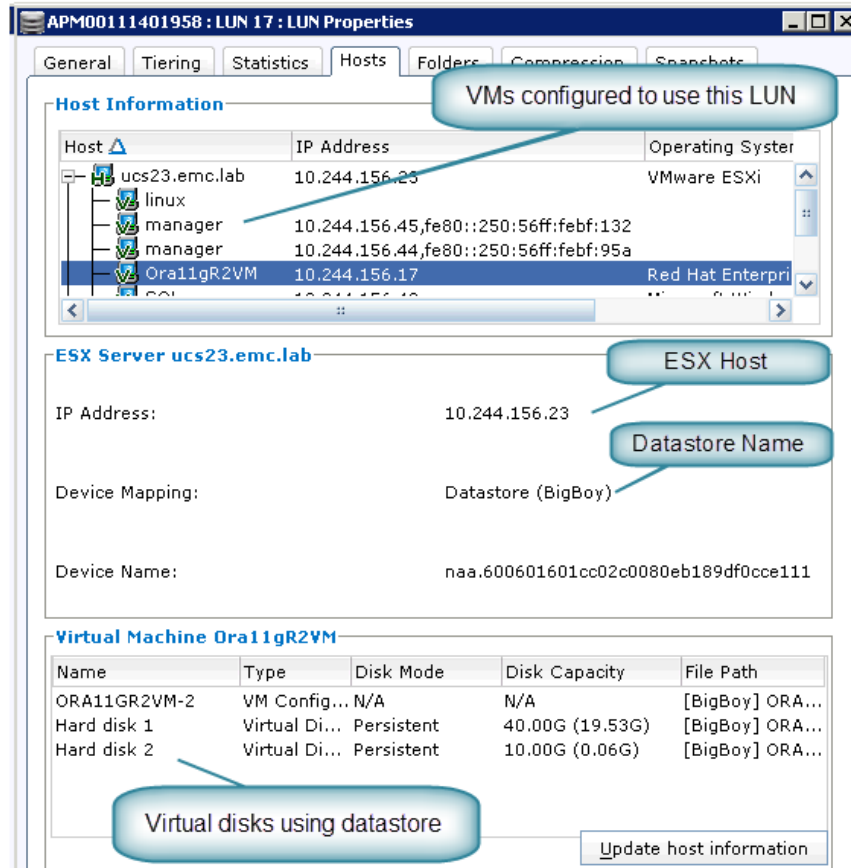 APM00111401958 : LUN 17 : LUN Properties
General Tiering Statistics Hosts Folders Compression Snapshots
Host Information
VMs configured to use this LUN
Host IP Address Operating System
ucs23.emc.lab 10.244.156.23 VMware ESXi
linux
manager 10.244.156.45,fe80::250:56ff:febf:132
manager 10.244.156.44,fe80::250:56ff:febf:95a
Ora11gR2VM 10.244.156.17 Red Hat Enterpri
ESX Server ucs23.emc.lab
ESX Host
IP Address: 10.244.156.23
Datastore Name
Device Mapping: Datastore (BigBoy)
Device Name: naa.600601601cc02c0080eb189df0cce111
Virtual Machine Ora11gR2VM
Name Type Disk Mode Disk Capacity File Path
ORA11GR2VM-2 VM Config... N/A N/A [BigBoy] ORA...
Hard disk 1 Virtual Di... Persistent 40.00G (19.53G) [BigBoy] ORA...
Hard disk 2 Virtual Di... Persistent 10.00G (0.06G) [BigBoy] ORA...
Virtual disks using datastore
Update host information